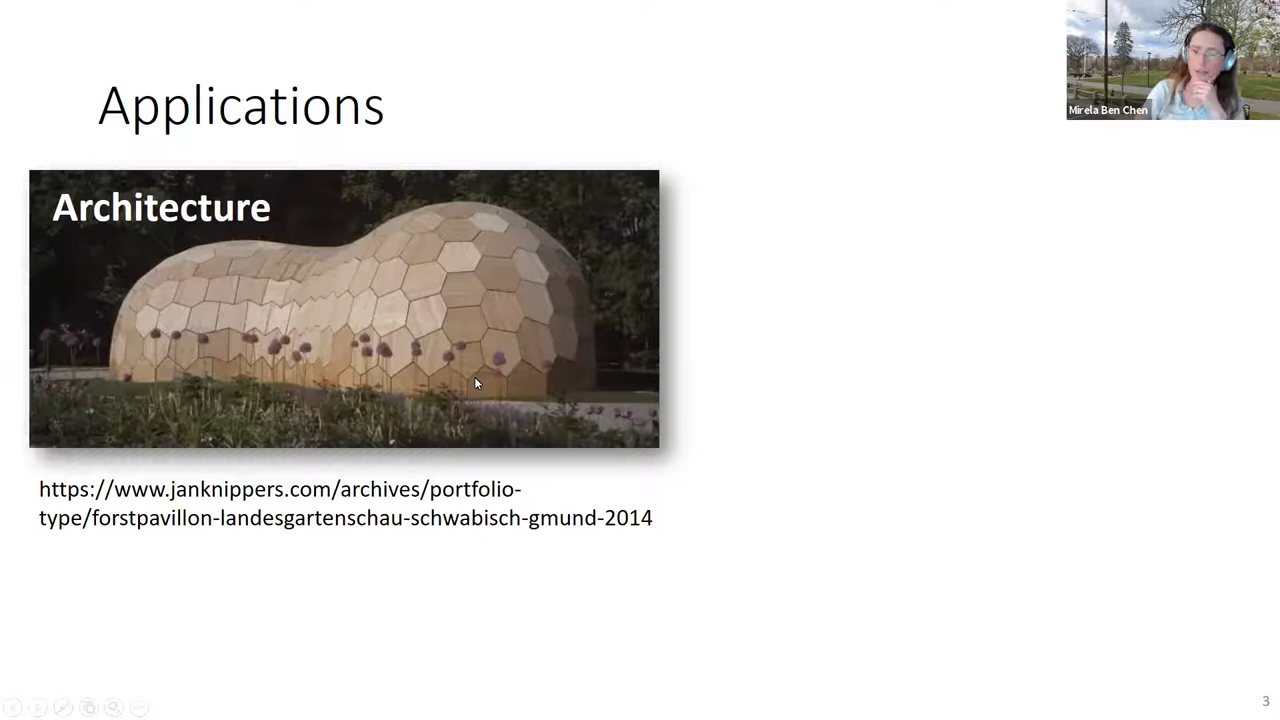 Applications
Mirela Ben Chen
Architecture
https://www.janknippers.com/archives/portfolio-
type/forstpavillon-landesgartenschau-schwabisch-gmund-2014
3